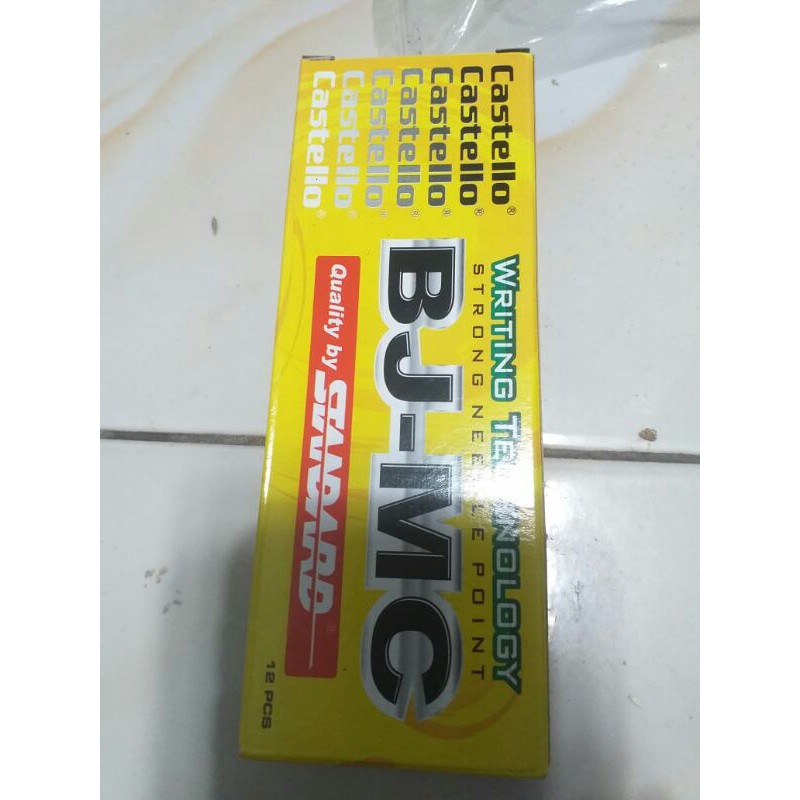 Castello®
Castello®
Castello®
Castello®
Castello®
Castello®
Castello®
WRITING TECHNOLOGY
STRONG NEEDLE POINT
BJ-MC
Quality by STANDARD®
12 PCS